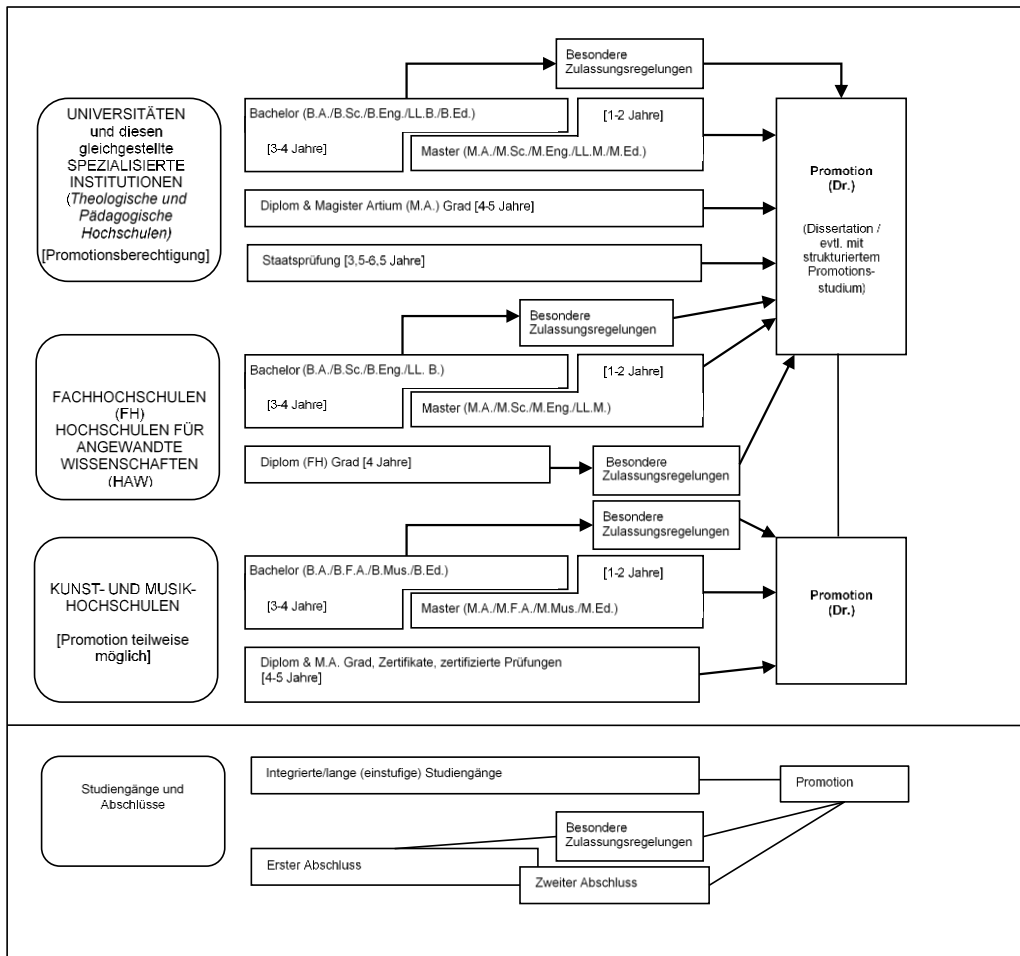 Besondere
Zulassungsregelungen
UNIVERSITÄTEN
und diesen
gleichgestellte
SPEZIALISIERTE
INSTITUTIONEN
(Theologische und
Pädagogische
Hochschulen)
[Promotionsberechtigung]
Bachelor (B.A./B.Sc./B.Eng./LL.B./B.Ed.)
[3-4 Jahre]
[1-2 Jahre]
Master (M.A./M.Sc./M.Eng./LL.M./M.Ed.)
Diplom & Magister Artium (M.A.) Grad [4-5 Jahre]
Staatsprüfung [3,5-6,5 Jahre]
Promotion
(Dr.)
(Dissertation /
evtl. mit
strukturiertem
Promotions-
studium)
Besondere
Zulassungsregelungen
FACHHOCHSCHULEN
(FH)
HOCHSCHULEN FÜR
ANGEWANDTE
WISSENSCHAFTEN
(HAW)
Bachelor (B.A./B.Sc./B.Eng./LL. B.)
[3-4 Jahre]
[1-2 Jahre]
Master (M.A./M.Sc./M.Eng./LL.M.)
Diplom (FH) Grad [4 Jahre]
Besondere
Zulassungsregelungen
Besondere
Zulassungsregelungen
KUNST- UND MUSIK-
HOCHSCHULEN
[Promotion teilweise
möglich]
Bachelor (B.A./B.F.A./B.Mus./B.Ed.)
[3-4 Jahre]
[1-2 Jahre]
Master (M.A./M.F.A./M.Mus./M.Ed.)
Diplom & M.A. Grad, Zertifikate, zertifizierte Prüfungen
[4-5 Jahre]
Promotion
(Dr.)
Studiengänge und
Abschlüsse
Integrierte/lange (einstufige) Studiengänge
Promotion
Besondere
Zulassungsregelungen
Erster Abschluss
Zweiter Abschluss